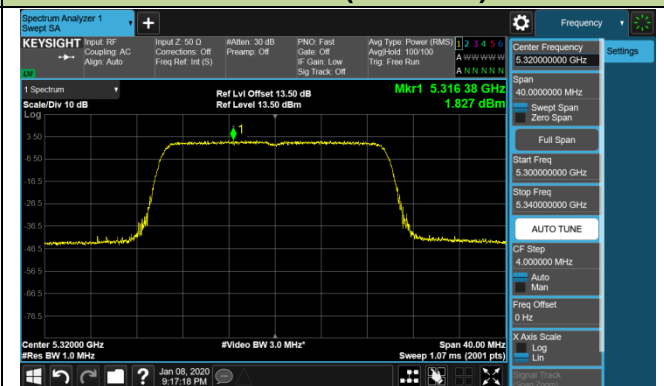 Spectrum Analyzer 1
Swept SA
Frequency
KEYSIGHT
Input: RF
Coupling: AC
Align: Auto
Input Z: 50 Ω
Corrections: Off
Freq Ref: Int (S)
#Atten: 30 dB
Preamp: Off
PNO: Fast
Gate: Off
IF Gain: Low
Sig Track: Off
Avg Type: Power (RMS)
Avg|Hold: 100/100
Trig: Free Run
1 2 3 4 5 6
A W W W W W
A N N N N N
LXI
1 Spectrum
Scale/Div 10 dB
Log
Ref Lvl Offset 13.50 dB
Ref Level 13.50 dBm
Mkr1 5.316 38 GHz
1.827 dBm
1
3.50
-6.50
-16.5
-26.5
-36.5
-46.5
-56.5
-66.5
-76.5
Center 5.32000 GHz
#Res BW 1.0 MHz
#Video BW 3.0 MHz*
Span 40.00 MHz
Sweep 1.07 ms (2001 pts)
Center Frequency
5.320000000 GHz
Settings
Span
40.0000000 MHz
Swept Span
Zero Span
Full Span
Start Freq
5.300000000 GHz
Stop Freq
5.340000000 GHz
AUTO TUNE
CF Step
4.000000 MHz
Auto
Man
Freq Offset
0 Hz
X Axis Scale
Log
Lin
Signal Track
(Span Zoom)
?
Jan 08, 2020
9:17:18 PM